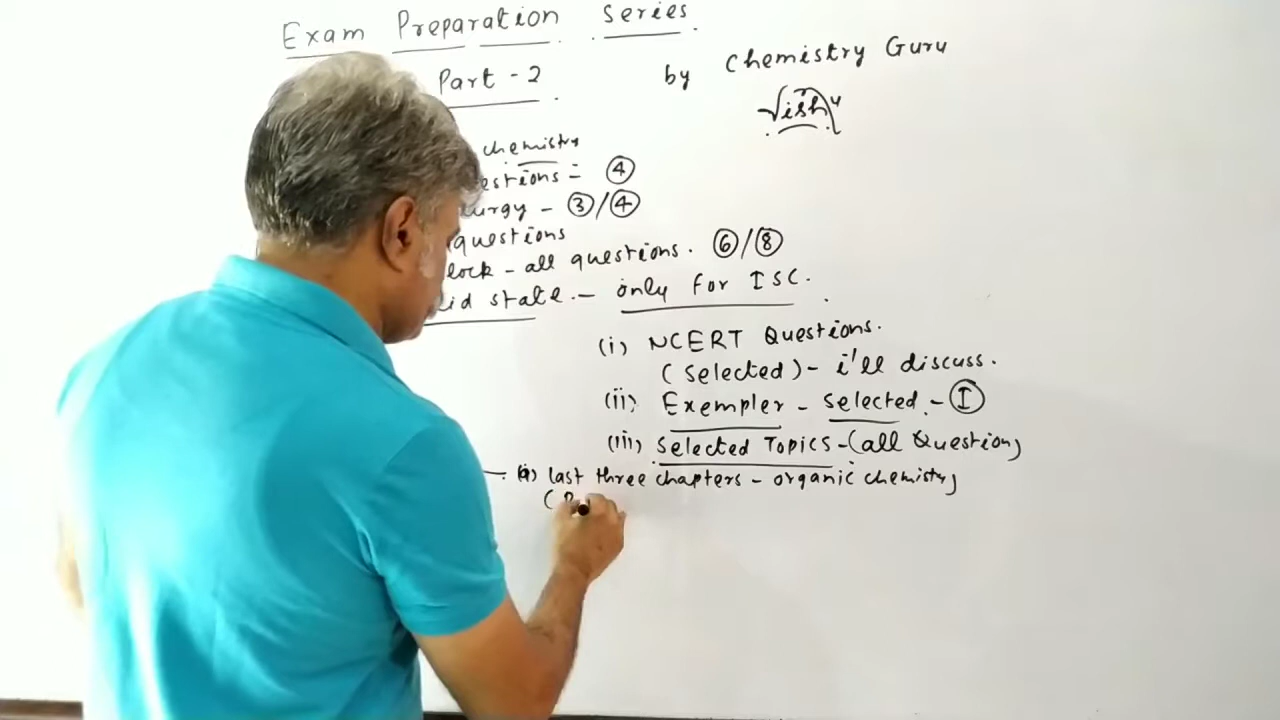 Exam Preparation series
Part - 2
by Chemistry Guru
Vishu
chemistry
estions = ④
urgy - ③/④
questions
lock - all questions. ⑥/⑧
lid state - only for ISC.
(i) NCERT Questions.
(selected) - i'll discuss.
(ii) Exempler - selected. - Ⓘ
(iii) selected Topics - (all Question)
(a) last three chapters - organic chemistry
(